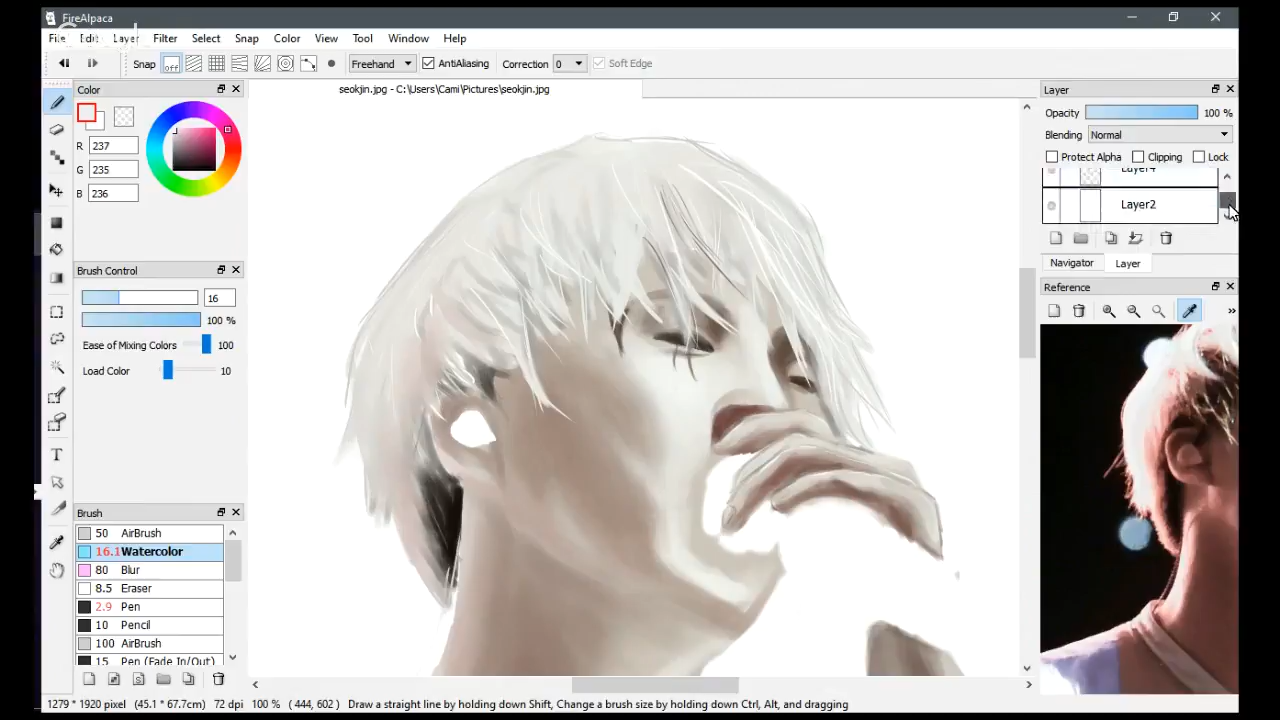 FireAlpaca
Google
File Edit Layer Filter Select Snap Color View Tool Window Help
Snap off Freehand AntiAliasing Correction 0 Soft Edge
Color
seokjin.jpg - C:\Users\Cami\Pictures\seokjin.jpg
Layer
Opacity 100 %
R 237
Blending Normal
G 235
Protect Alpha Clipping Lock
B 236
Layer4
Layer2
Navigator Layer
Brush Control
Reference
16
100 %
»
Ease of Mixing Colors 100
Load Color 10
T
Brush
50 AirBrush
16.1 Watercolor
80 Blur
8.5 Eraser
2.9 Pen
10 Pencil
100 AirBrush
15 Pen (Fade In/Out)
1279 * 1920 pixel (45.1 * 67.7cm) 72 dpi 100 % ( 444, 602 ) Draw a straight line by holding down Shift, Change a brush size by holding down Ctrl, Alt, and dragging